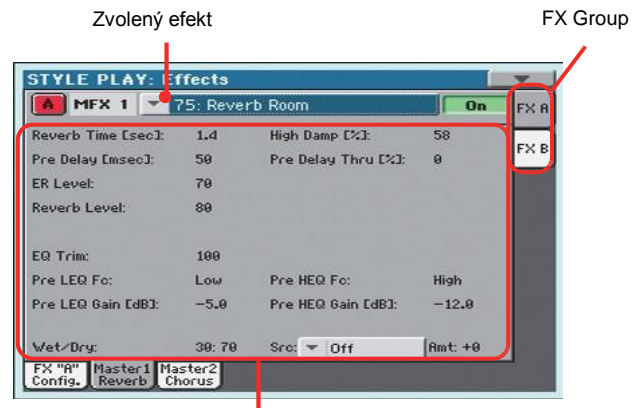 Zvolený efekt
FX Group
STYLE PLAY: Effects
A MFX 1 75: Reverb Room On
FX A
FX B
Reverb Time [sec]: 1.4 High Damp [%]: 58
Pre Delay [msec]: 50 Pre Delay Thru [%]: 0
ER Level: 70
Reverb Level: 80
EQ Trim: 100
Pre LEQ Fc: Low Pre HEQ Fc: High
Pre LEQ Gain [dB]: -5.0 Pre HEQ Gain [dB]: -12.0
Wet/Dry: 30:70 Src: Off Amt: +0
FX "A" Master1 Master2
Config. Reverb Chorus